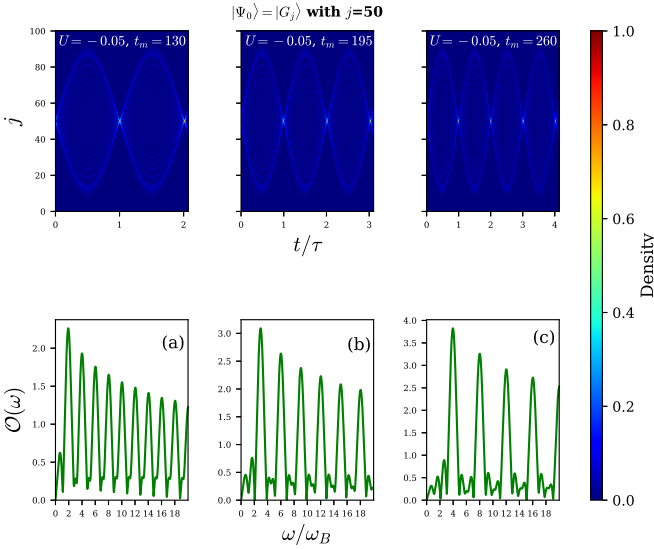 |Ψ₀⟩ = |G_j⟩ with j=50
U = −0.05, t_m = 130
U = −0.05, t_m = 195
U = −0.05, t_m = 260
j
100
80
60
40
20
0
0 1 2
0 1 2 3
0 1 2 3 4
t/τ
1.0
0.8
0.6
0.4
0.2
0.0
Density
(a)
(b)
(c)
O(ω)
2.0
1.5
1.0
0.5
0.0
3.0
2.5
2.0
1.5
1.0
0.5
0.0
4.0
3.5
3.0
2.5
2.0
1.5
1.0
0.5
0.0
0 2 4 6 8 10 12 14 16 18
0 2 4 6 8 10 12 14 16 18
0 2 4 6 8 10 12 14 16 18
ω/ω_B